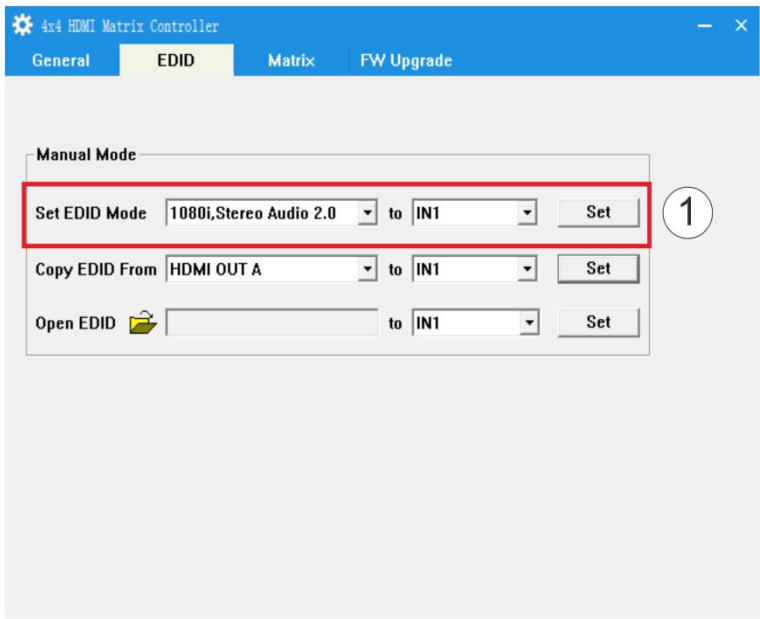 4x4 HDMI Matrix Controller
General EDID Matrix FW Upgrade
Manual Mode
Set EDID Mode 1080i,Stereo Audio 2.0 to IN1 Set
1
Copy EDID From HDMI OUT A to IN1 Set
Open EDID to IN1 Set